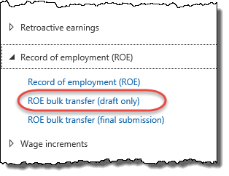 Retroactive earnings
Record of employment (ROE)
Record of employment (ROE)
ROE bulk transfer (draft only)
ROE bulk transfer (final submission)
Wage increments